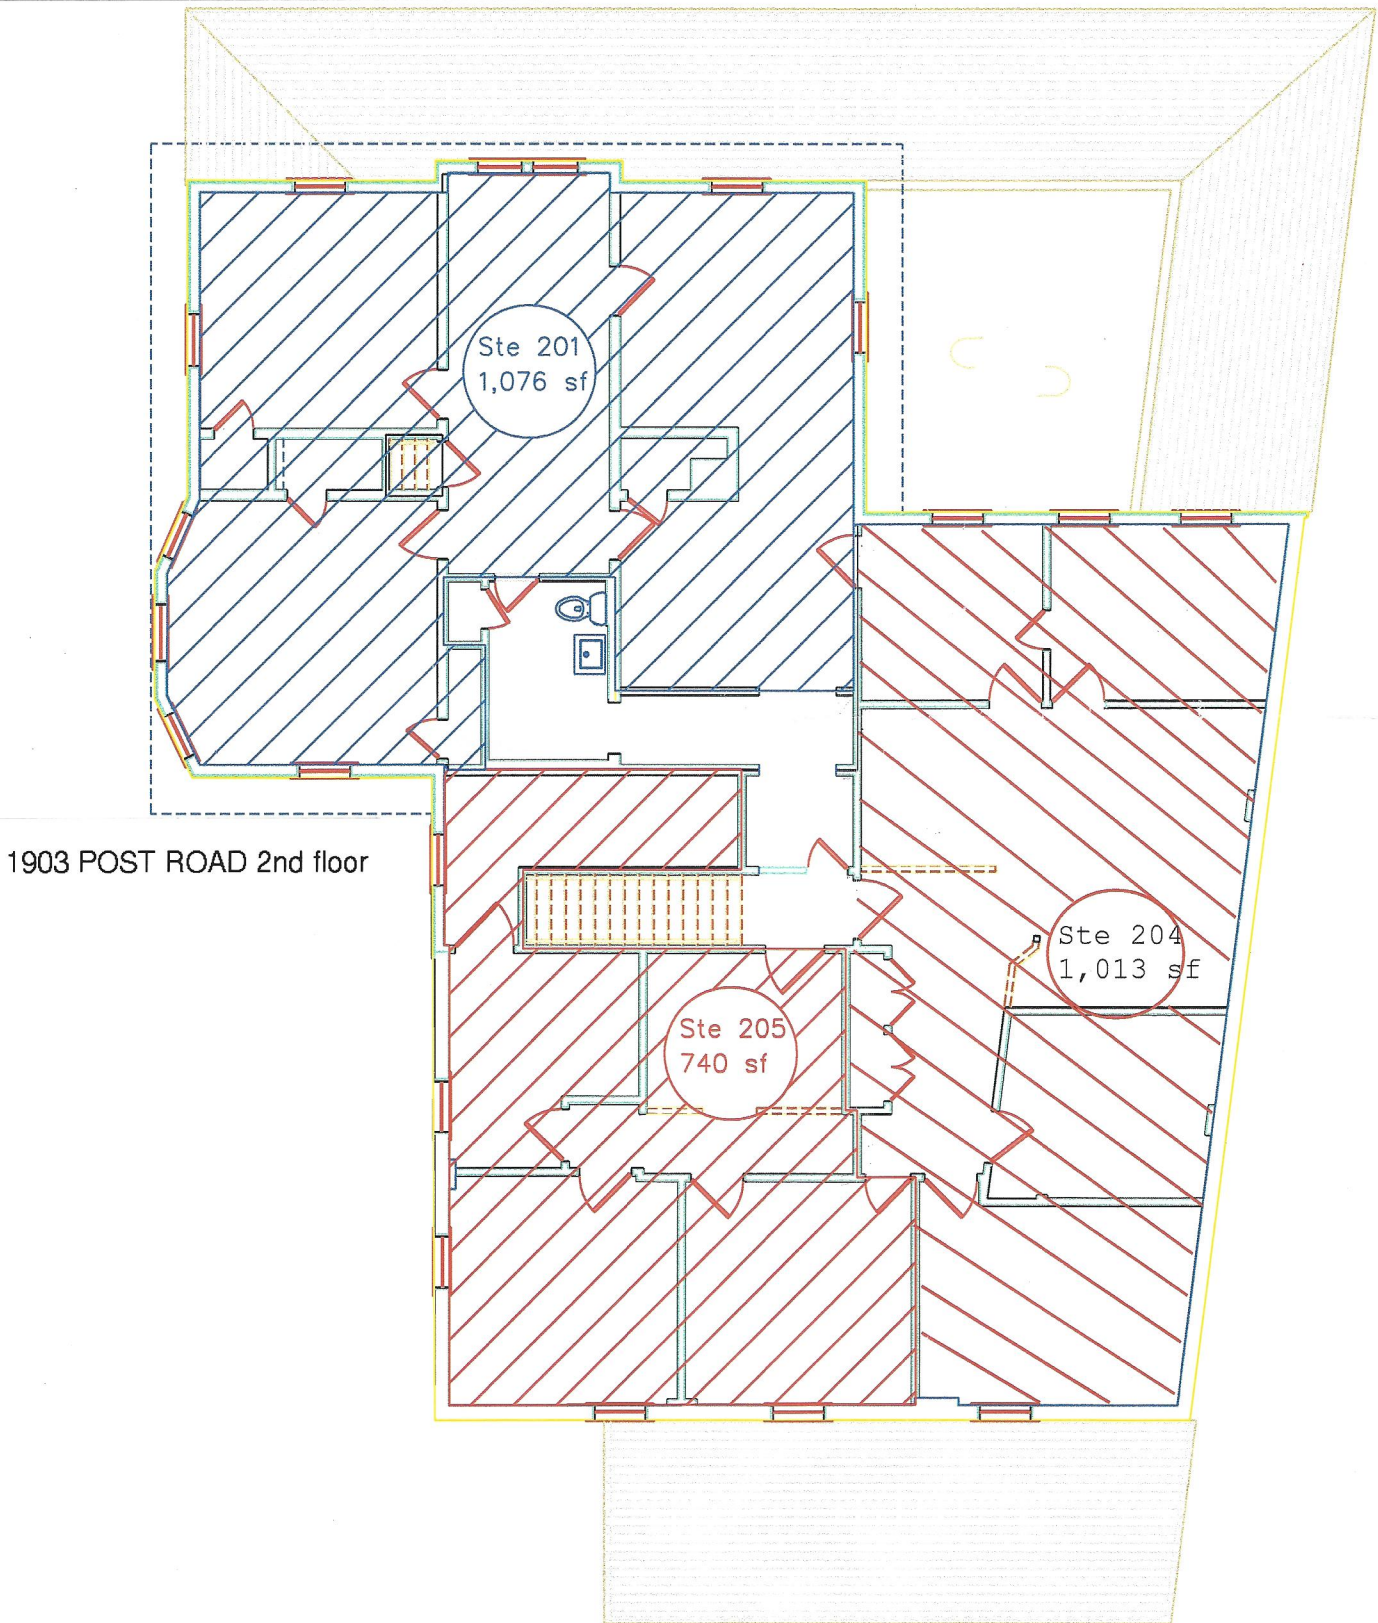 Ste 201
1,076 sf
1903 POST ROAD 2nd floor
Ste 204
1,013 sf
Ste 205
740 sf